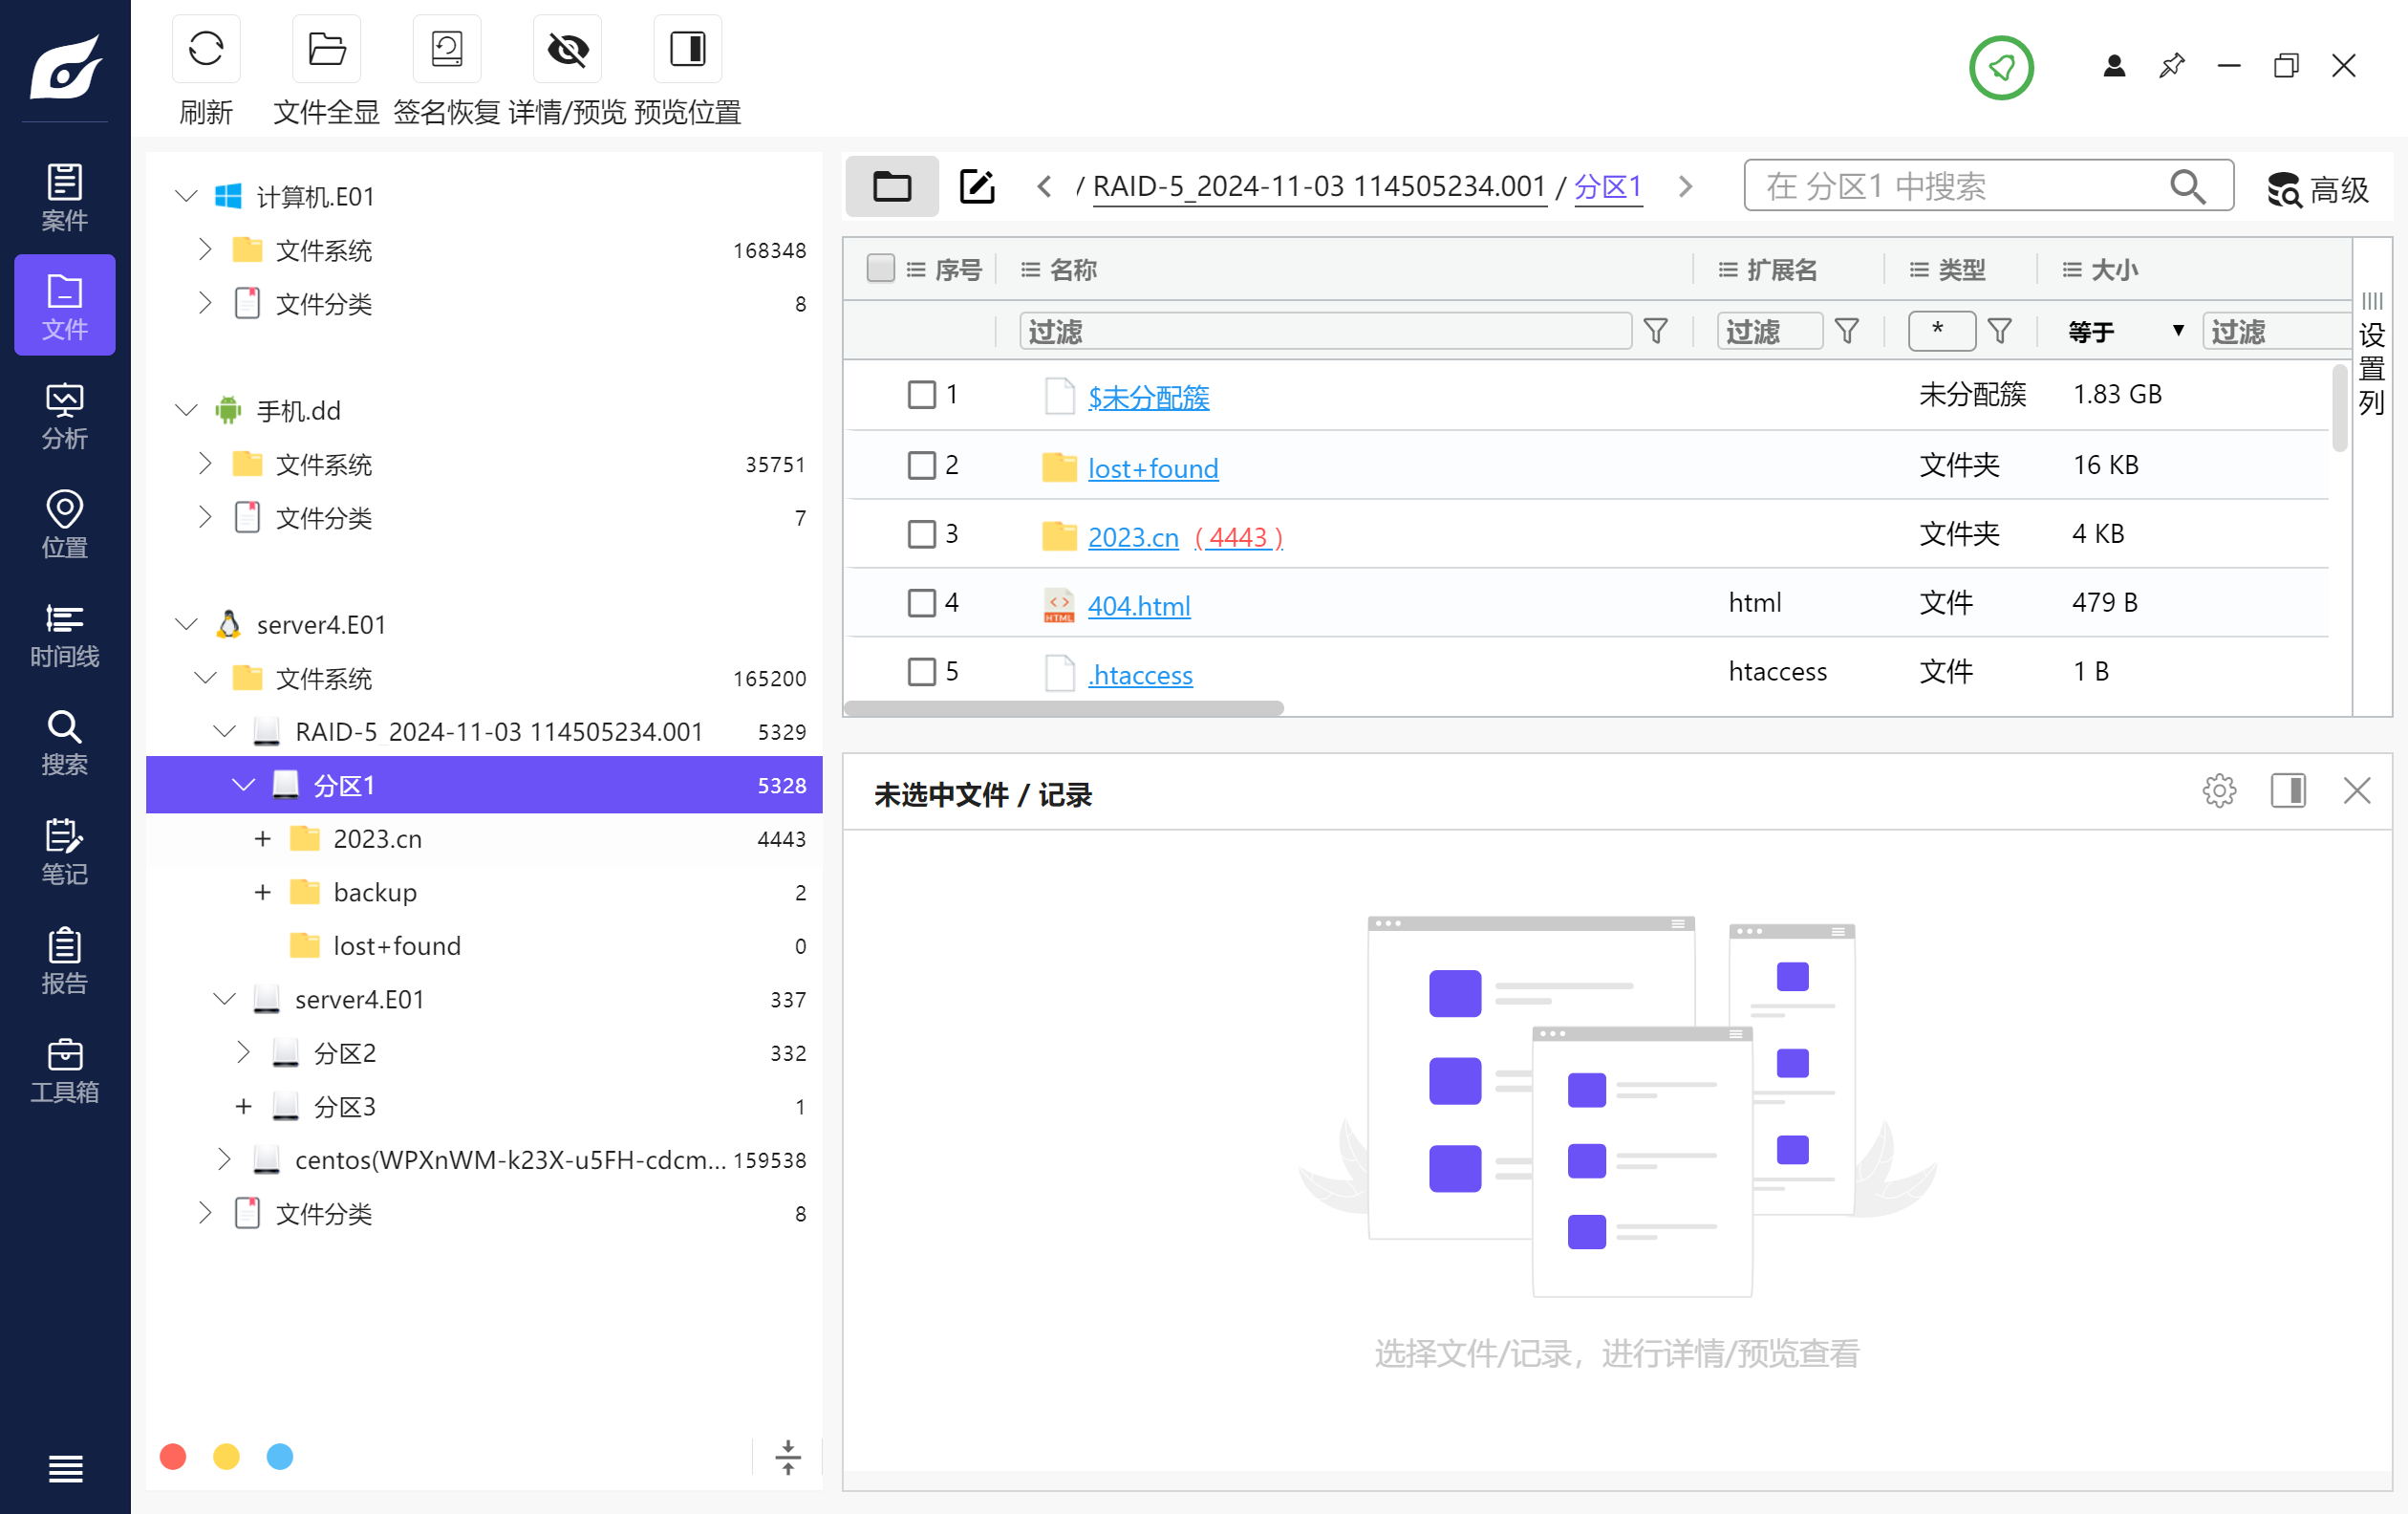 刷新
文件全显
签名恢复
详情/预览
预览位置
案件
文件
分析
位置
时间线
搜索
笔记
报告
工具箱
计算机.E01
文件系统 168348
文件分类 8
手机.dd
文件系统 35751
文件分类 7
server4.E01
文件系统 165200
RAID-5_2024-11-03 114505234.001 5329
分区1 5328
+ 2023.cn 4443
+ backup 2
lost+found 0
server4.E01 337
分区2 332
+ 分区3 1
centos(WPXnWM-k23X-u5FH-cdcm... 159538
文件分类 8
/ RAID-5_2024-11-03 114505234.001 / 分区1
在 分区1 中搜索
高级
序号 名称 扩展名 类型 大小
过滤 过滤 * 等于 过滤
1 $未分配簇 未分配簇 1.83 GB
2 lost+found 文件夹 16 KB
3 2023.cn ( 4443 ) 文件夹 4 KB
4 404.html html 文件 479 B
5 .htaccess htaccess 文件 1 B
设置列
未选中文件 / 记录
选择文件/记录，进行详情/预览查看